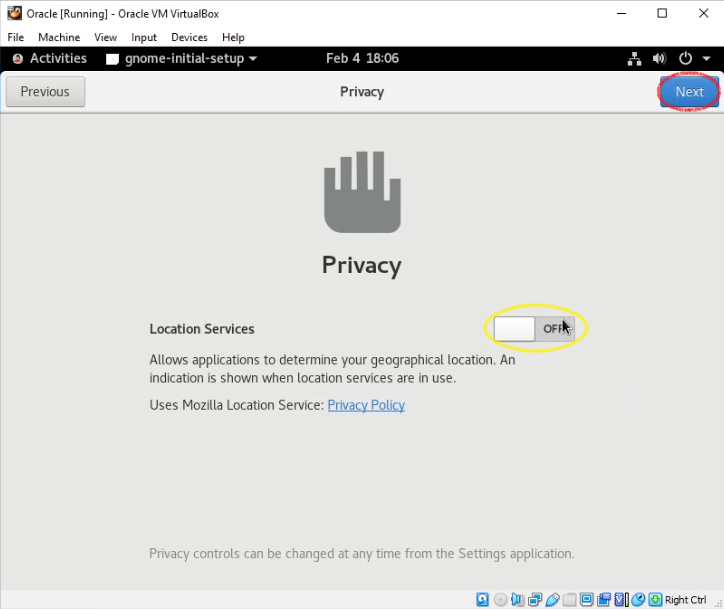 Oracle [Running] - Oracle VM VirtualBox
File Machine View Input Devices Help
Activities gnome-initial-setup Feb 4 18:06
Previous Privacy Next
Privacy
Location Services OFF
Allows applications to determine your geographical location. An
indication is shown when location services are in use.
Uses Mozilla Location Service: Privacy Policy
Privacy controls can be changed at any time from the Settings application.
Right Ctrl